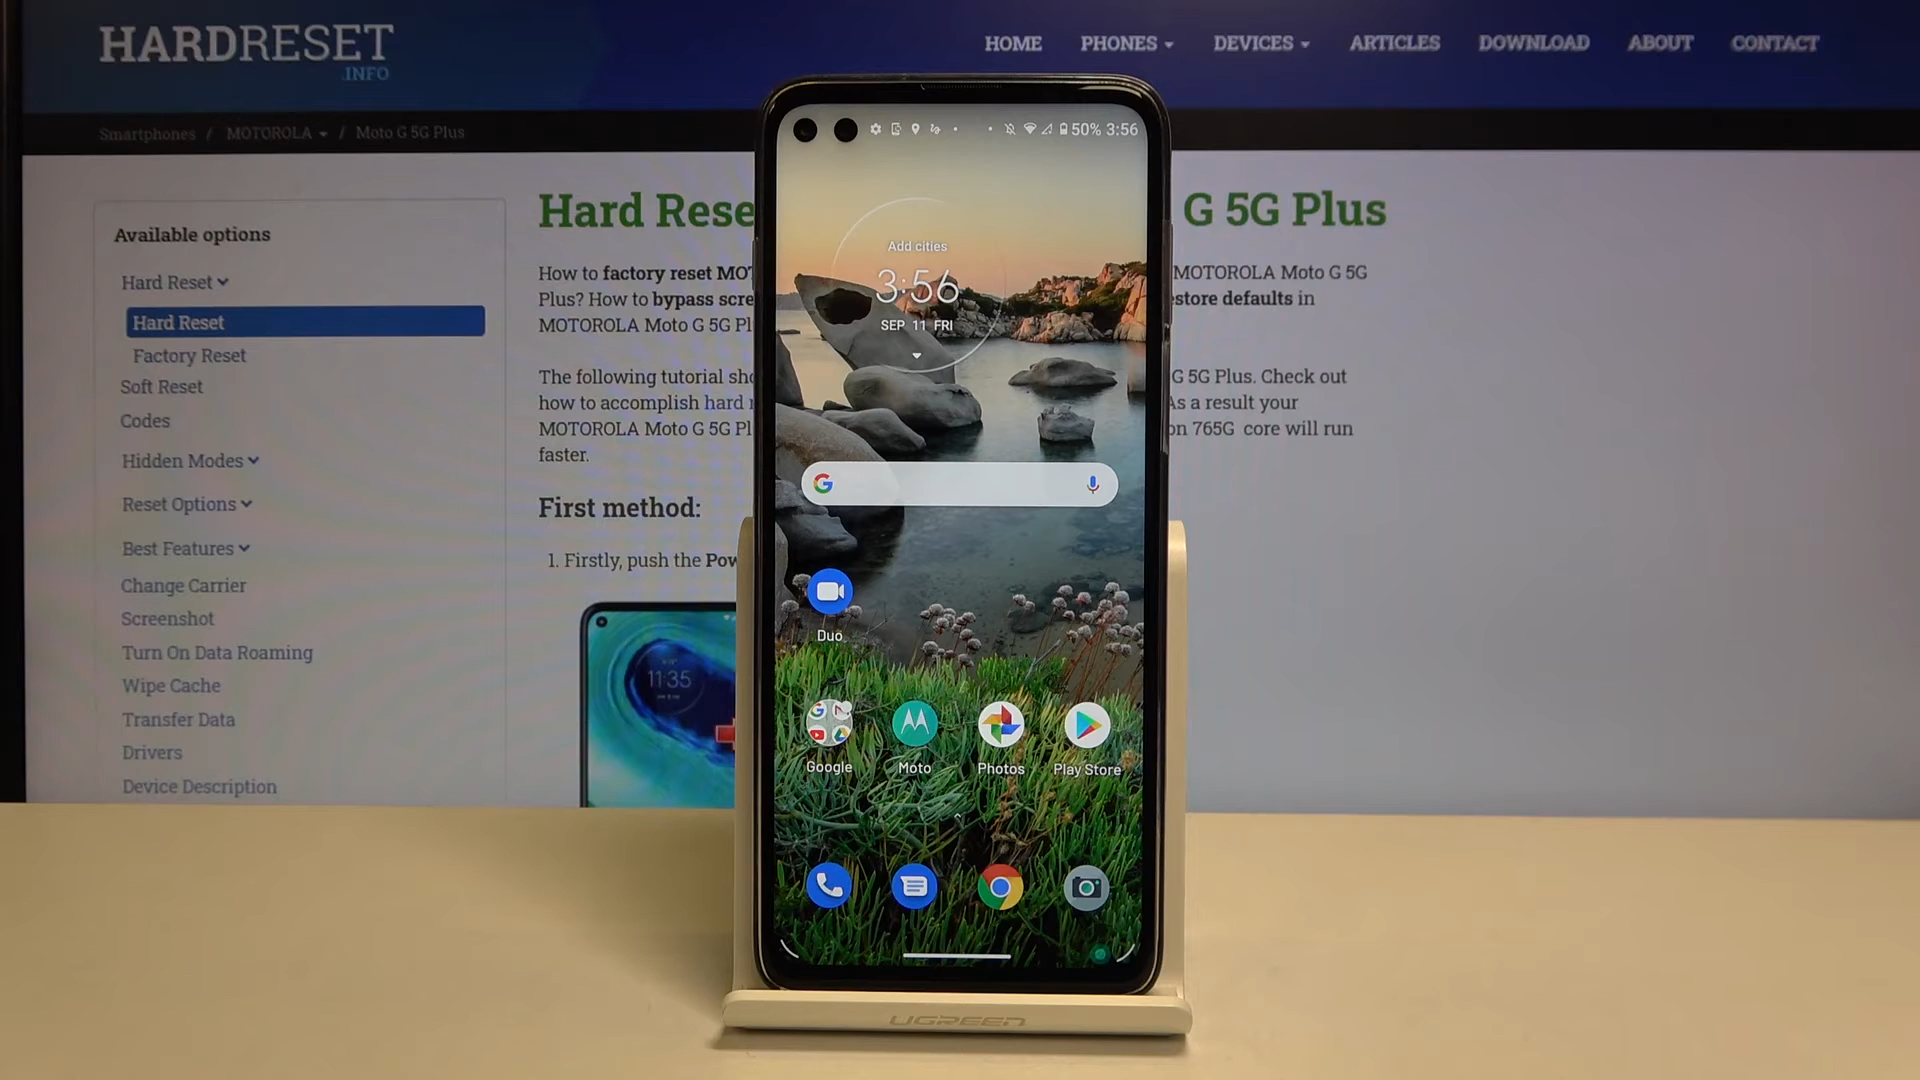 HARDRESET
.INFO
HOME PHONES DEVICES ARTICLES DOWNLOAD ABOUT CONTACT
Smartphones / MOTOROLA / Moto G 5G Plus
Available options
Hard Reset
Hard Reset
Factory Reset
Soft Reset
Codes
Hidden Modes
Reset Options
Best Features
Change Carrier
Screenshot
Turn On Data Roaming
Wipe Cache
Transfer Data
Drivers
Device Description
Hard Rese G 5G Plus
How to factory reset MOT MOTOROLA Moto G 5G
Plus? How to bypass scre store defaults in
MOTOROLA Moto G 5G Pl
The following tutorial sho G 5G Plus. Check out
how to accomplish hard As a result your
MOTOROLA Moto G 5G Pl on 765G core will run
faster.
First method:
1. Firstly, push the Pow
11:35
50% 3:56
Add cities
3:56
SEP 11 FRI
Duo
Google Moto Photos Play Store
UGREEN